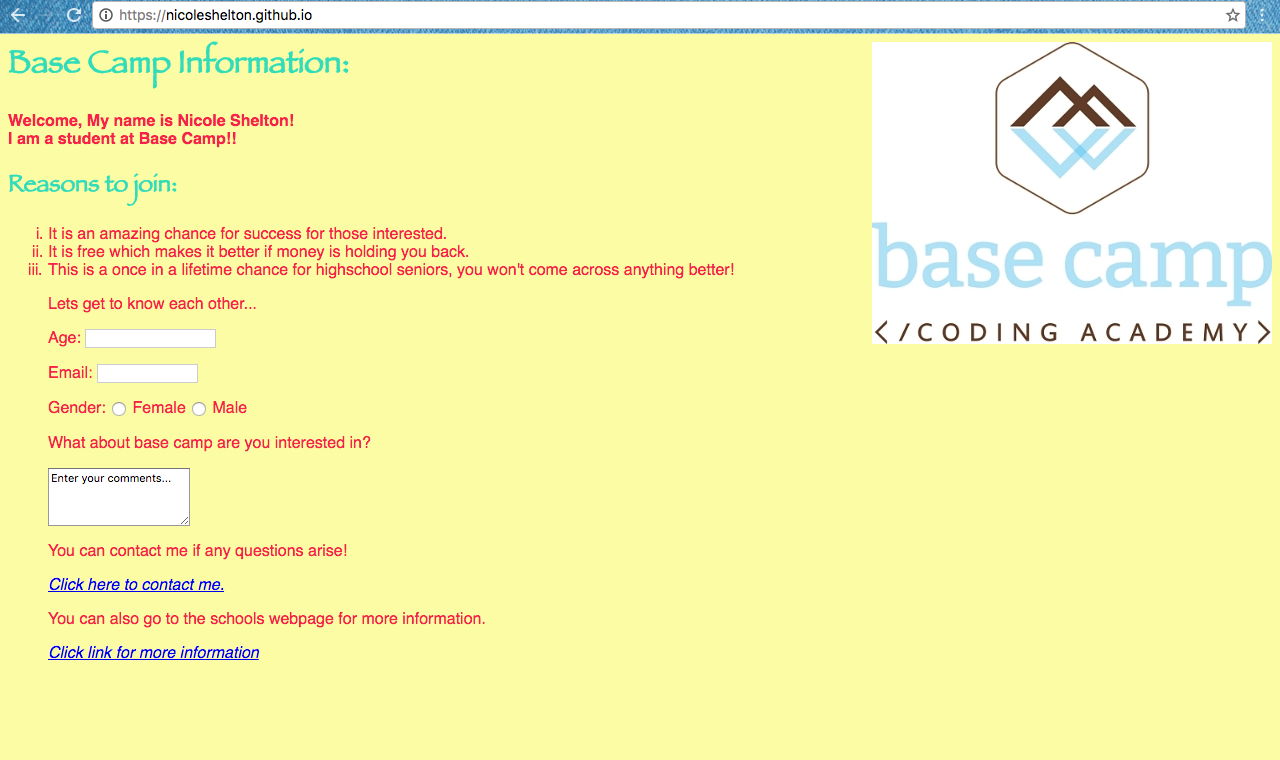 https://nicoleshelton.github.io
Base Camp Information:
Welcome, My name is Nicole Shelton!
I am a student at Base Camp!!
Reasons to join:
i. It is an amazing chance for success for those interested.
ii. It is free which makes it better if money is holding you back.
iii. This is a once in a lifetime chance for highschool seniors, you won't come across anything better!
Lets get to know each other...
Age:
Email:
Gender: Female Male
What about base camp are you interested in?
Enter your comments...
You can contact me if any questions arise!
Click here to contact me.
You can also go to the schools webpage for more information.
Click link for more information
base camp
</CODING ACADEMY>